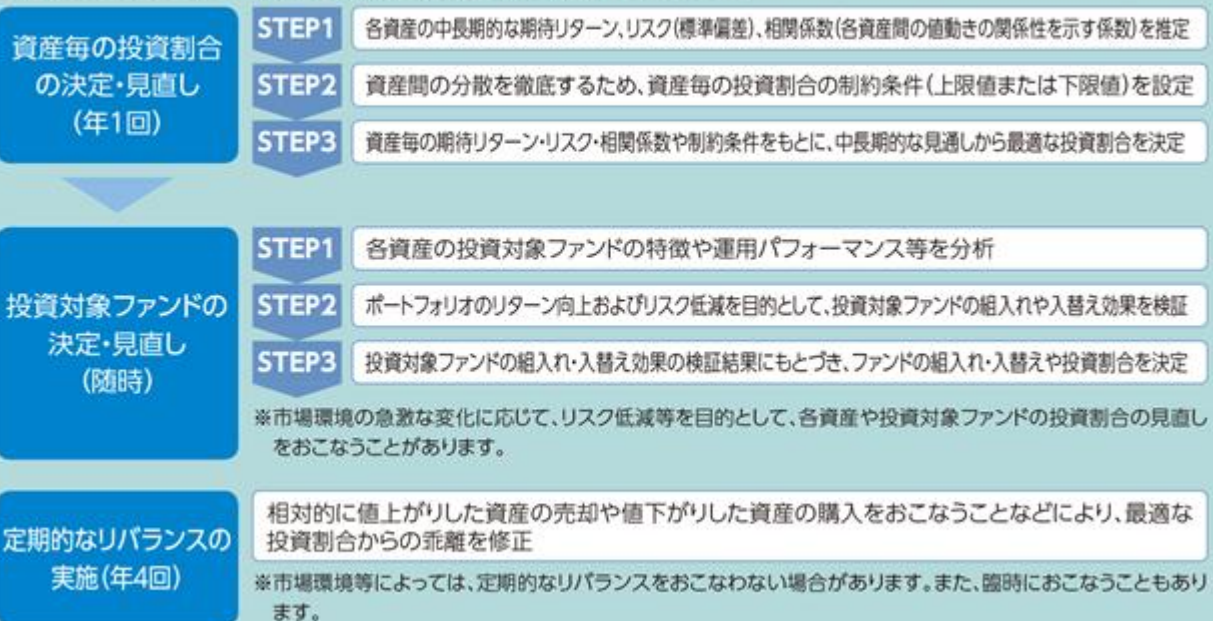 資産毎の投資割合
の決定・見直し
(年1回)
STEP1
各資産の中長期的な期待リターン、リスク(標準偏差)、相関係数(各資産間の値動きの関係性を示す係数)を推定
STEP2
資産間の分散を徹底するため、資産毎の投資割合の制約条件(上限値または下限値)を設定
STEP3
資産毎の期待リターン・リスク・相関係数や制約条件をもとに、中長期的な見通しから最適な投資割合を決定
投資対象ファンドの
決定・見直し
(随時)
STEP1
各資産の投資対象ファンドの特徴や運用パフォーマンス等を分析
STEP2
ポートフォリオのリターン向上およびリスク低減を目的として、投資対象ファンドの組入れや入替え効果を検証
STEP3
投資対象ファンドの組入れ・入替え効果の検証結果にもとづき、ファンドの組入れ・入替えや投資割合を決定
※市場環境の急激な変化に応じて、リスク低減等を目的として、各資産や投資対象ファンドの投資割合の見直し
をおこなうことがあります。
定期的なリバランスの
実施(年4回)
相対的に値上がりした資産の売却や値下がりした資産の購入をおこなうことなどにより、最適な
投資割合からの乖離を修正
※市場環境等によっては、定期的なリバランスをおこなわない場合があります。また、臨時におこなうこともあり
ます。